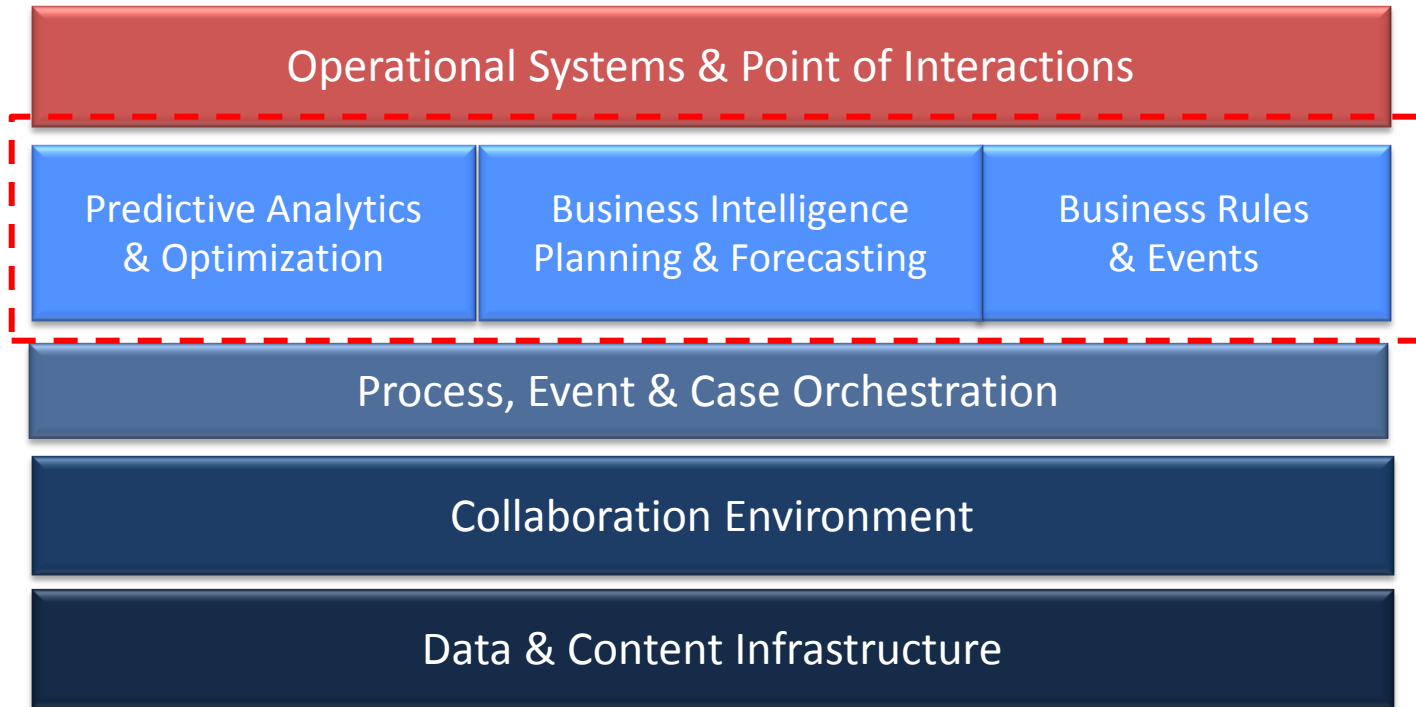 Operational Systems & Point of Interactions
Predictive Analytics
& Optimization
Business Intelligence
Planning & Forecasting
Business Rules
& Events
Process, Event & Case Orchestration
Collaboration Environment
Data & Content Infrastructure